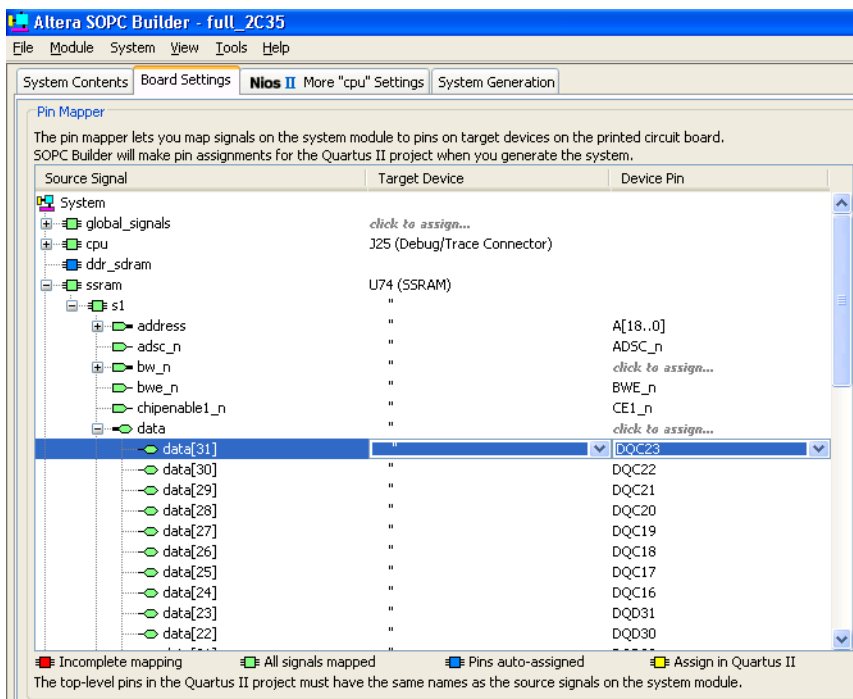 Altera SOPC Builder - full_2C35
File Module System View Tools Help
System Contents Board Settings Nios II More "cpu" Settings System Generation
Pin Mapper
The pin mapper lets you map signals on the system module to pins on target devices on the printed circuit board.
SOPC Builder will make pin assignments for the Quartus II project when you generate the system.
Source Signal Target Device Device Pin
System
global_signals click to assign...
cpu J25 (Debug/Trace Connector)
ddr_sdram
ssram U74 (SSRAM)
s1 "
address " A[18..0]
adsc_n " ADSC_n
bw_n " click to assign...
bwe_n " BWE_n
chipenable1_n " CE1_n
data " click to assign...
data[31] " DQC23
data[30] " DQC22
data[29] " DQC21
data[28] " DQC20
data[27] " DQC19
data[26] " DQC18
data[25] " DQC17
data[24] " DQC16
data[23] " DQD31
data[22] " DQD30
Incomplete mapping All signals mapped Pins auto-assigned Assign in Quartus II
The top-level pins in the Quartus II project must have the same names as the source signals on the system module.